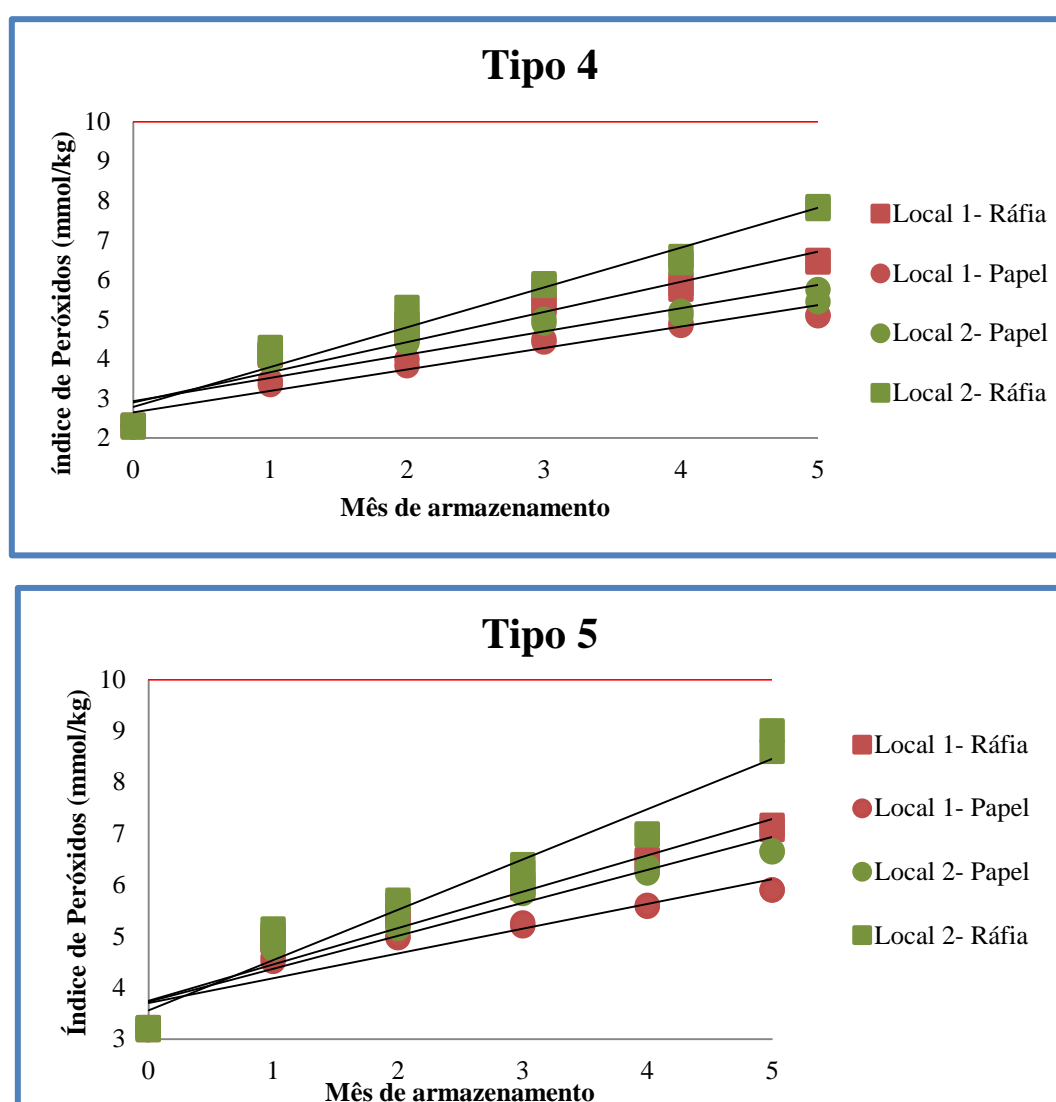 Tipo 4
índice de Peróxidos (mmol/kg)
10
9
8
7
6
5
4
3
2
0 1 2 3 4 5
Mês de armazenamento
Local 1- Ráfia
Local 1- Papel
Local 2- Papel
Local 2- Ráfia
Tipo 5
Índice de Peróxidos (mmol/kg)
10
9
8
7
6
5
4
3
0 1 2 3 4 5
Mês de armazenamento
Local 1- Ráfia
Local 1- Papel
Local 2- Papel
Local 2- Ráfia